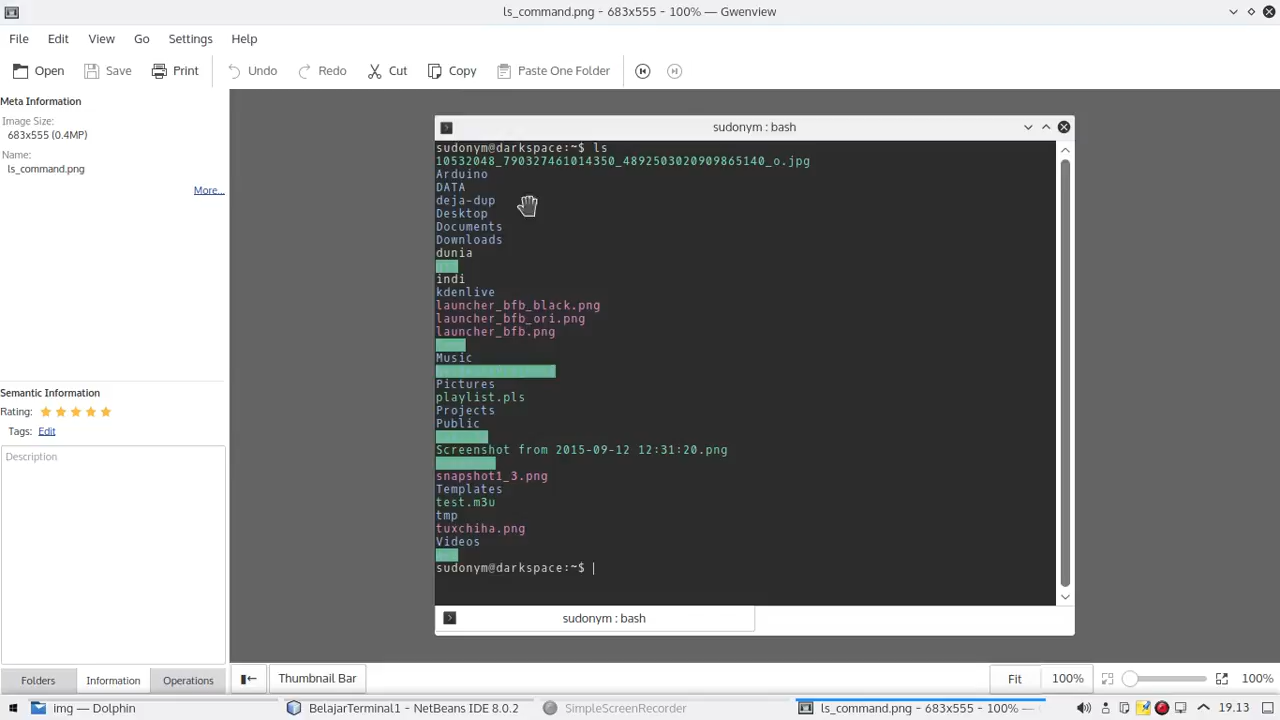 ls_command.png - 683x555 - 100% — Gwenview
File Edit View Go Settings Help
Open Save Print Undo Redo Cut Copy Paste One Folder
Meta Information
Image Size:
683x555 (0.4MP)
Name:
ls_command.png
More...
Semantic Information
Rating:
Tags: Edit
Description
sudonym : bash
sudonym@darkspace:~$ ls
10532048_790327461014350_4892503020909865140_o.jpg
Arduino
DATA
deja-dup
Desktop
Documents
Downloads
dunia
indi
kdenlive
launcher_bfb_black.png
launcher_bfb_ori.png
launcher_bfb.png
Music
Pictures
playlist.pls
Projects
Public
Screenshot from 2015-09-12 12:31:20.png
snapshot1_3.png
Templates
test.m3u
tmp
tuxchiha.png
Videos
sudonym@darkspace:~$
sudonym : bash
Folders Information Operations Thumbnail Bar Fit 100% 100%
img — Dolphin BelajarTerminal1 - NetBeans IDE 8.0.2 SimpleScreenRecorder ls_command.png - 683x555 - 100% — 19.13